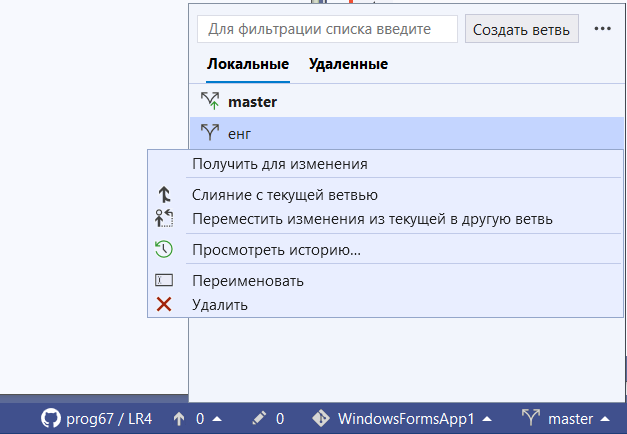 Для фильтрации списка введите
Создать ветвь
Локальные Удаленные
master
енг
Получить для изменения
Слияние с текущей ветвью
Переместить изменения из текущей в другую ветвь
Просмотреть историю...
Переименовать
Удалить
prog67 / LR4 0 0 WindowsFormsApp1 master